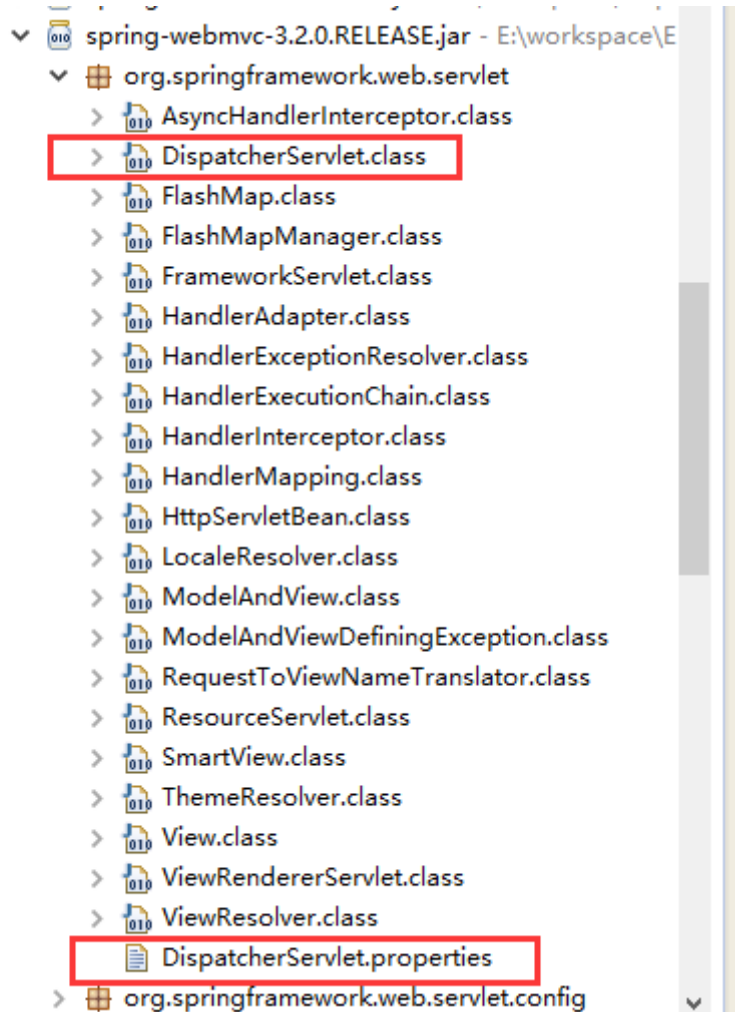 spring-webmvc-3.2.0.RELEASE.jar - E:\workspace\E
org.springframework.web.servlet
AsyncHandlerInterceptor.class
DispatcherServlet.class
FlashMap.class
FlashMapManager.class
FrameworkServlet.class
HandlerAdapter.class
HandlerExceptionResolver.class
HandlerExecutionChain.class
HandlerInterceptor.class
HandlerMapping.class
HttpServletBean.class
LocaleResolver.class
ModelAndView.class
ModelAndViewDefiningException.class
RequestToViewNameTranslator.class
ResourceServlet.class
SmartView.class
ThemeResolver.class
View.class
ViewRendererServlet.class
ViewResolver.class
DispatcherServlet.properties
org.springframework.web.servlet.config